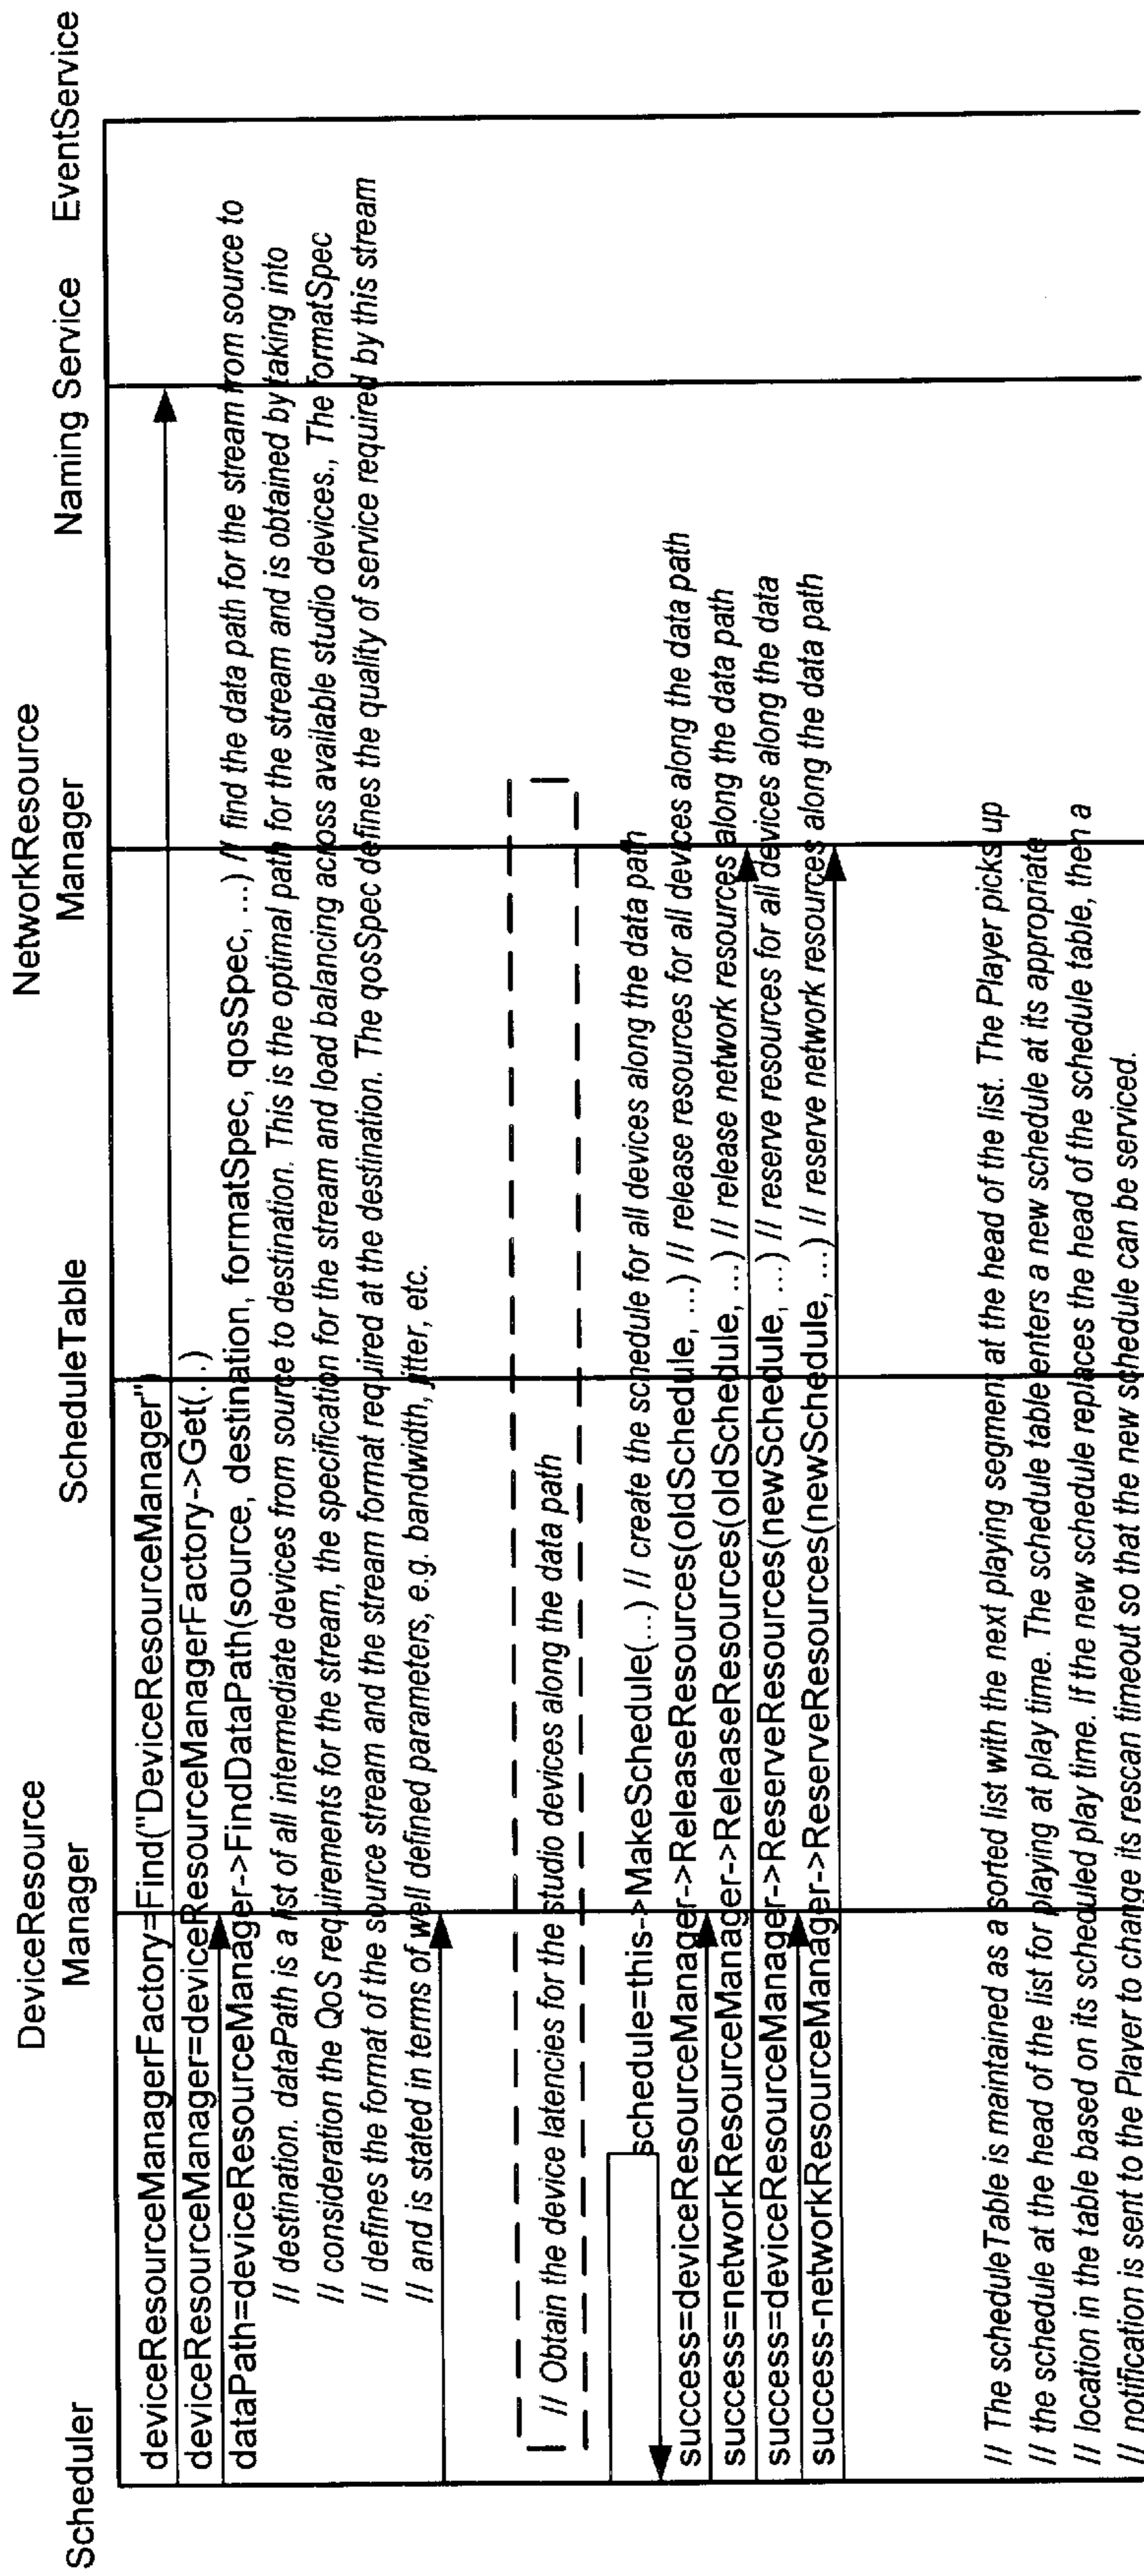 Scheduler
DeviceResource
Manager
ScheduleTable
NetworkResource
Manager
Naming Service
EventService
deviceResourceManagerFactory=Find("DeviceResourceManager")
deviceResourceManager=deviceResourceManagerFactory->Get(...)
dataPath=deviceResourceManager->FindDataPath(source, destination, formatSpec, qosSpec, ...) // find the data path for the stream from source to
// destination. dataPath is a list of all intermediate devices from source to destination. This is the optimal path for the stream and is obtained by taking into
// consideration the QoS requirements for the stream, the specification for the stream and load balancing across available studio devices., The formatSpec
// defines the format of the source stream and the stream format required at the destination. The qosSpec defines the quality of service required by this stream
// and is stated in terms of well defined parameters, e.g. bandwidth, jitter, etc.
// Obtain the device latencies for the studio devices along the data path
schedule=this->MakeSchedule(...) // create the schedule for all devices along the data path
success=deviceResourceManager->ReleaseResources(oldSchedule, ...) // release resources for all devices along the data path
success=networkResourceManager->ReleaseResources(oldSchedule, ...) // release network resources along the data path
success=deviceResourceManager->ReserveResources(newSchedule, ...) // reserve resources for all devices along the data
success-networkResourceManager->ReserveResources(newSchedule, ...) // reserve network resources along the data path
// The scheduleTable is maintained as a sorted list with the next playing segment at the head of the list. The Player picks up
// the schedule at the head of the list for playing at play time. The schedule table enters a new schedule at its appropriate
// location in the table based on its scheduled play time. If the new schedule replaces the head of the schedule table, then a
// notification is sent to the Player to change its rescan timeout so that the new schedule can be serviced.